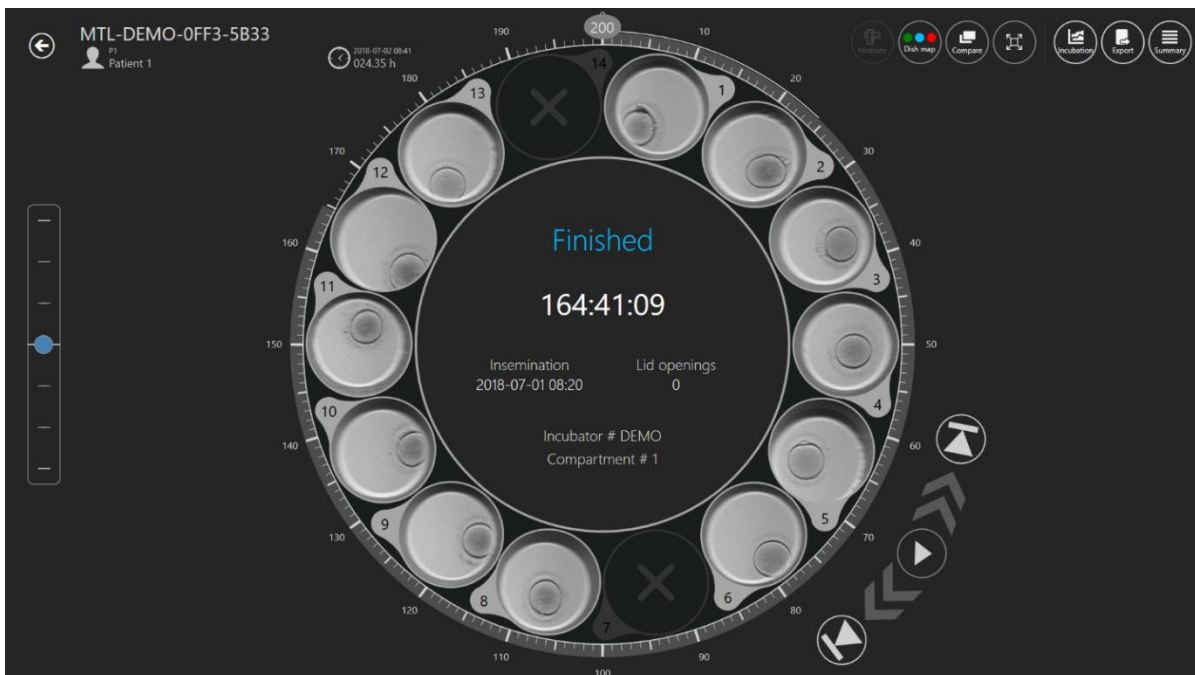 MTL-DEMO-0FF3-5B33
P1
Patient 1
2018-07-02 08:41
024.35 h
Measure
Dish map
Compare
Incubation
Export
Summary
200
10
20
30
40
50
60
70
80
90
100
110
120
130
140
150
160
170
180
190
1
2
3
4
5
6
7
8
9
10
11
12
13
14
Finished
164:41:09
Insemination
Lid openings
2018-07-01 08:20
0
Incubator # DEMO
Compartment # 1